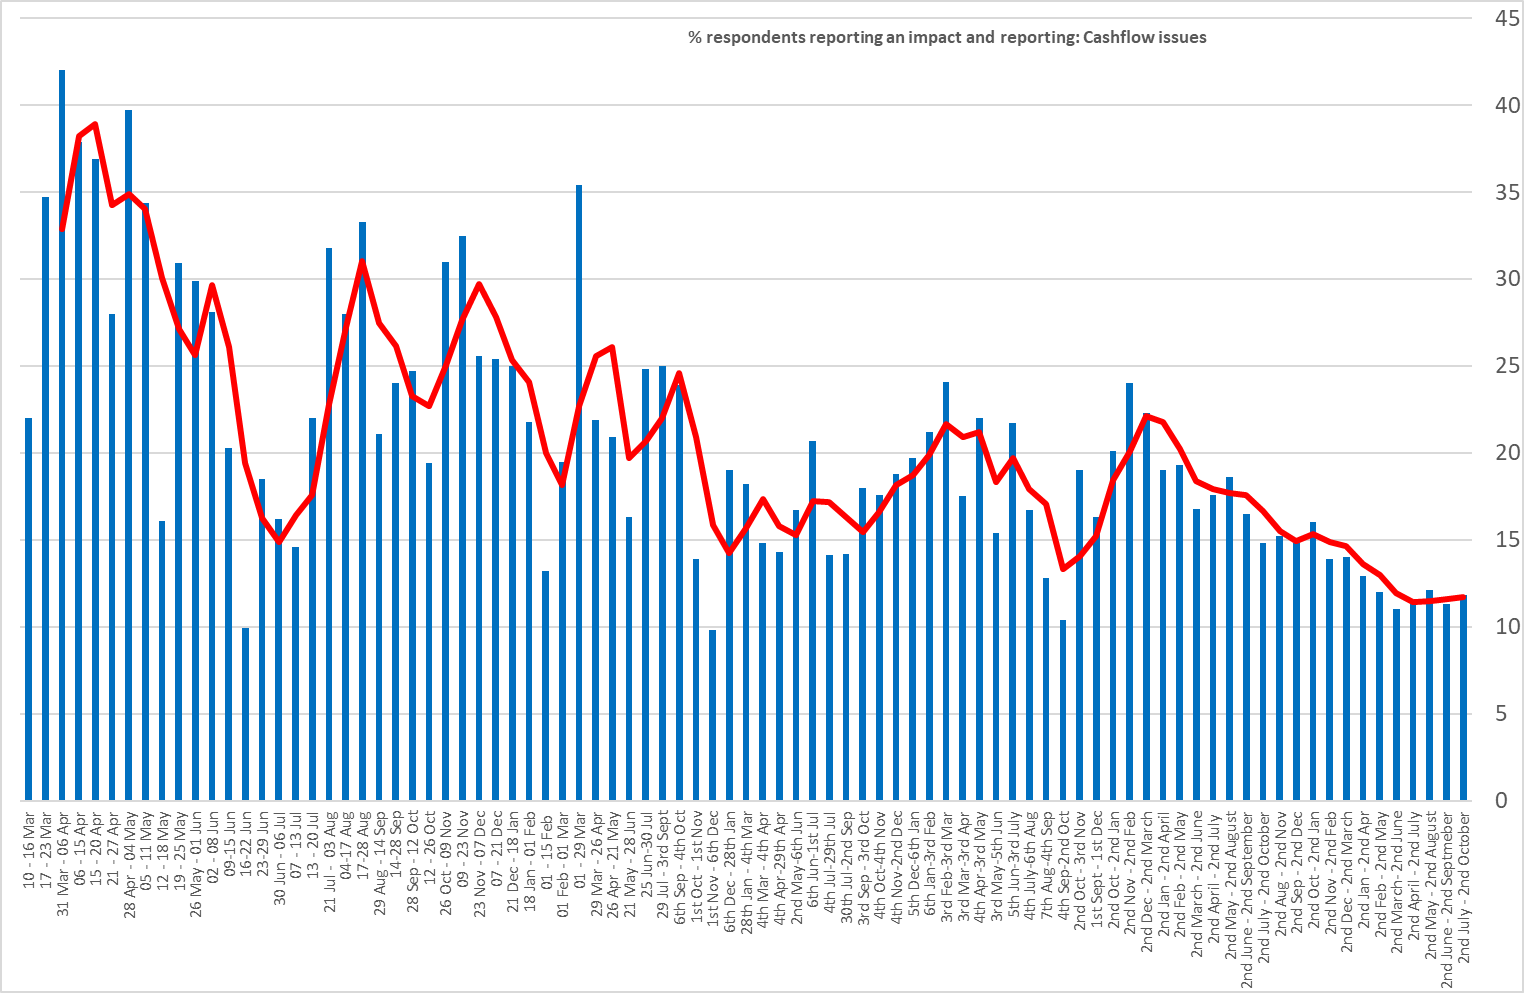 % respondents reporting an impact and reporting: Cashflow issues
45
40
35
30
25
20
15
10
5
0
10 - 16 Mar
17 - 23 Mar
31 Mar - 06 Apr
06 - 15 Apr
15 - 20 Apr
21 - 27 Apr
28 Apr - 04 May
05 - 11 May
12 - 18 May
19 - 25 May
26 May - 01 Jun
02 - 08 Jun
09-15 Jun
16-22 Jun
23-29 Jun
30 Jun - 06 Jul
07 - 13 Jul
13 - 20 Jul
21 Jul - 03 Aug
04-17 Aug
17-28 Aug
29 Aug - 14 Sep
14-28 Sep
28 Sep - 12 Oct
12 - 26 Oct
26 Oct - 09 Nov
09 - 23 Nov
23 Nov - 07 Dec
07 - 21 Dec
21 Dec - 18 Jan
18 Jan - 01 Feb
01 - 15 Feb
01 Feb - 01 Mar
01 - 29 Mar
29 Mar - 26 Apr
26 Apr - 21 May
21 May - 28 Jun
25 Jun-30 Jul
29 Jul - 3rd Sept
6th Sep - 4th Oct
1st Oct - 1st Nov
1st Nov - 6th Dec
6th Dec - 28th Jan
28th Jan - 4th Mar
4th Mar - 4th Apr
4th Apr-29th Apr
2nd May-6th Jun
6th Jun-1st Jul
4th Jul-29th Jul
30th Jul-2nd Sep
3rd Sep - 3rd Oct
4th Oct-4th Nov
4th Nov-2nd Dec
5th Dec-6th Jan
6th Jan-3rd Feb
3rd Feb-3rd Mar
3rd Mar-3rd Apr
4th Apr-3rd May
3rd May-5th Jun
5th Jun-3rd July
4th July-6th Aug
7th Aug-4th Sep
4th Sep-2nd Oct
2nd Oct - 3rd Nov
1st Sept - 1st Dec
2nd Oct - 2nd Jan
2nd Nov - 2nd Feb
2nd Dec - 2nd March
2nd Jan - 2nd April
2nd Feb - 2nd May
2nd March - 2nd June
2nd April - 2nd July
2nd May - 2nd August
2nd June - 2nd September
2nd July - 2nd October
2nd Aug - 2nd Nov
2nd Sep - 2nd Dec
2nd Oct - 2nd Jan
2nd Nov - 2nd Feb
2nd Dec - 2nd March
2nd Jan - 2nd Apr
2nd Feb - 2nd May
2nd March- 2nd June
2nd April - 2nd July
2nd May - 2nd August
2nd June - 2nd Septmeber
2nd July - 2nd October